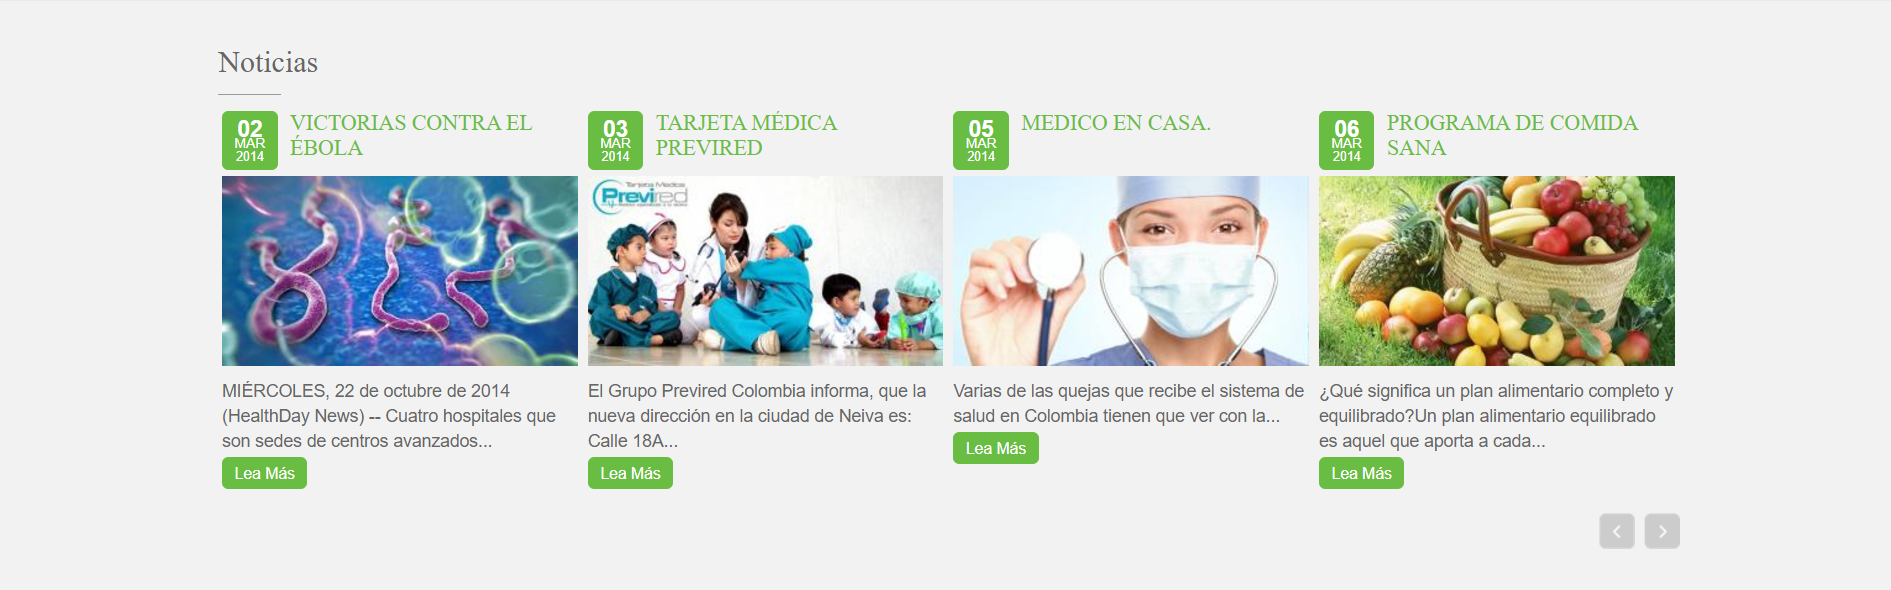 Noticias
02
MAR
2014
VICTORIAS CONTRA EL
ÉBOLA
MIÉRCOLES, 22 de octubre de 2014
(HealthDay News) -- Cuatro hospitales que
son sedes de centros avanzados...
Lea Más
03
MAR
2014
TARJETA MÉDICA
PREVIRED
Tarjeta Medica
Previred
El Grupo Previred Colombia informa, que la
nueva dirección en la ciudad de Neiva es:
Calle 18A...
Lea Más
05
MAR
2014
MEDICO EN CASA.
Varias de las quejas que recibe el sistema de
salud en Colombia tienen que ver con la...
Lea Más
06
MAR
2014
PROGRAMA DE COMIDA
SANA
¿Qué significa un plan alimentario completo y
equilibrado?Un plan alimentario equilibrado
es aquel que aporta a cada...
Lea Más